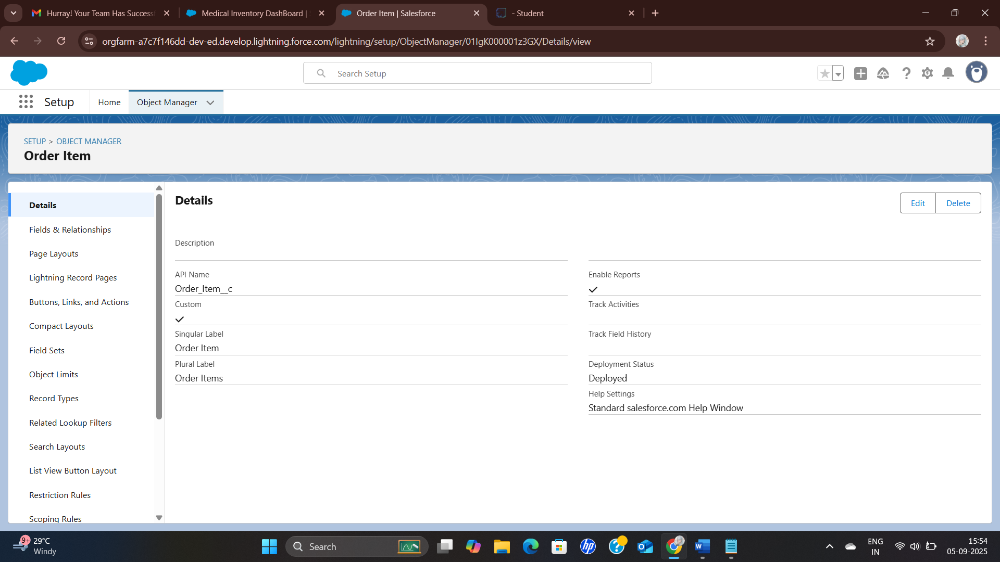 Hurray! Your Team Has Success
Medical Inventory DashBoard |
Order Item | Salesforce
- Student
orgfarm-a7c7f146dd-dev-ed.develop.lightning.force.com/lightning/setup/ObjectManager/01IgK000001z3GX/Details/view
Search Setup
Setup
Home
Object Manager
SETUP > OBJECT MANAGER
Order Item
Details
Fields & Relationships
Page Layouts
Lightning Record Pages
Buttons, Links, and Actions
Compact Layouts
Field Sets
Object Limits
Record Types
Related Lookup Filters
Search Layouts
List View Button Layout
Restriction Rules
Scoping Rules
Details
Edit
Delete
Description
API Name
Order_Item__c
Custom
Singular Label
Order Item
Plural Label
Order Items
Enable Reports
Track Activities
Track Field History
Deployment Status
Deployed
Help Settings
Standard salesforce.com Help Window
9+
29°C
Windy
Search
ENG
IN
15:54
05-09-2025